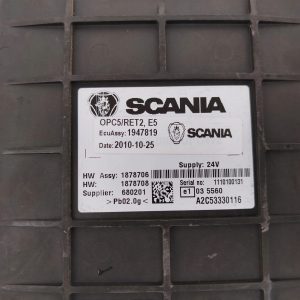 SCANIA
OPC5/RET2, E5
EcuAssy: 1947819
SCANIA
Date: 2010-10-25
Supply: 24V
HW Assy: 1878706
HW: 1878708
Supplier: 680201
>Pb02.0g<
Serial no: 1110100131
e1 03 5560
A2C53330116